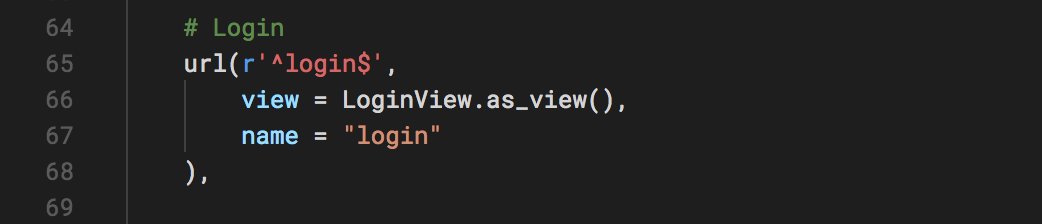 64 # Login
65 url(r'^login$',
66 view = LoginView.as_view(),
67 name = "login"
68 ),
69